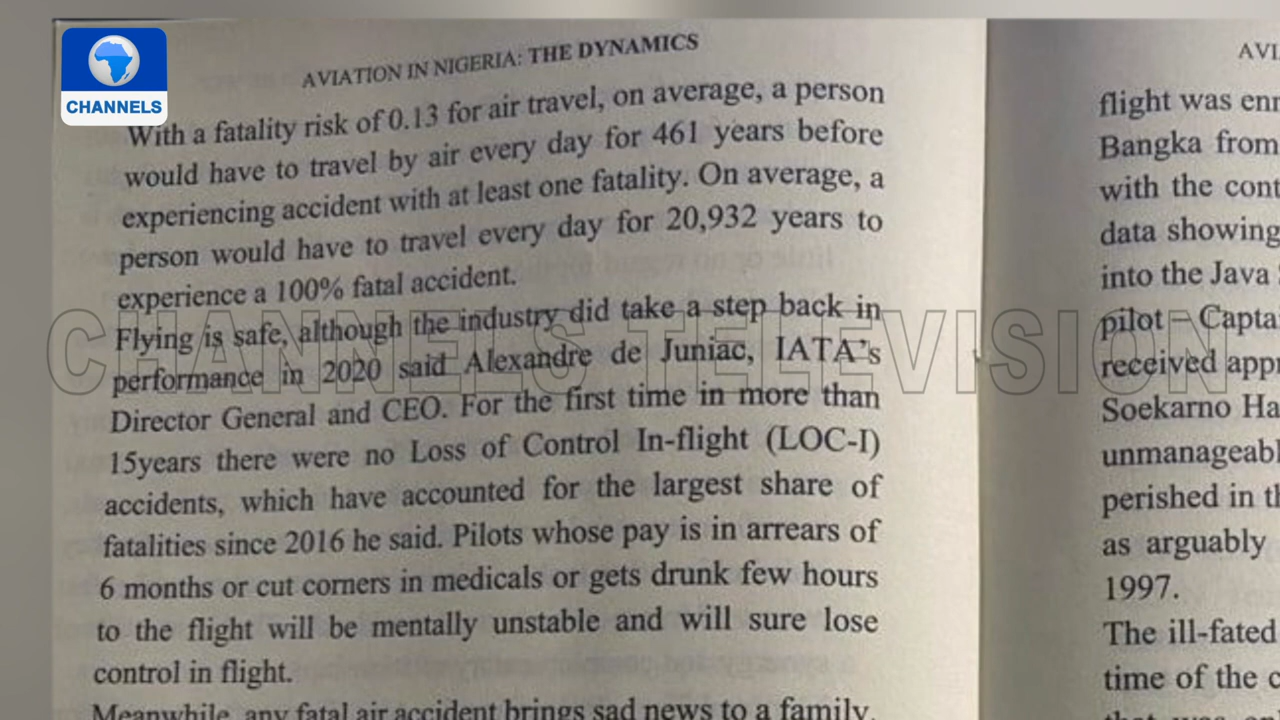 CHANNELS
AVIATION IN NIGERIA: THE DYNAMICS
With a fatality risk of 0.13 for air travel, on average, a person
would have to travel by air every day for 461 years before
experiencing accident with at least one fatality. On average, a
person would have to travel every day for 20,932 years to
experience a 100% fatal accident.
Flying is safe, although the industry did take a step back in
performance in 2020 said Alexandre de Juniac, IATA's
Director General and CEO. For the first time in more than
15years there were no Loss of Control In-flight (LOC-I)
accidents, which have accounted for the largest share of
fatalities since 2016 he said. Pilots whose pay is in arrears of
6 months or cut corners in medicals or gets drunk few hours
to the flight will be mentally unstable and will sure lose
control in flight.
Meanwhile, any fatal air accident brings sad news to a family.
CHANNELS TELEVISION
flight was
Bangka from
with the
data showing
into the Java
pilot
received
Soekarno
perished in
as arguably
1997.
The ill-fated
time of the